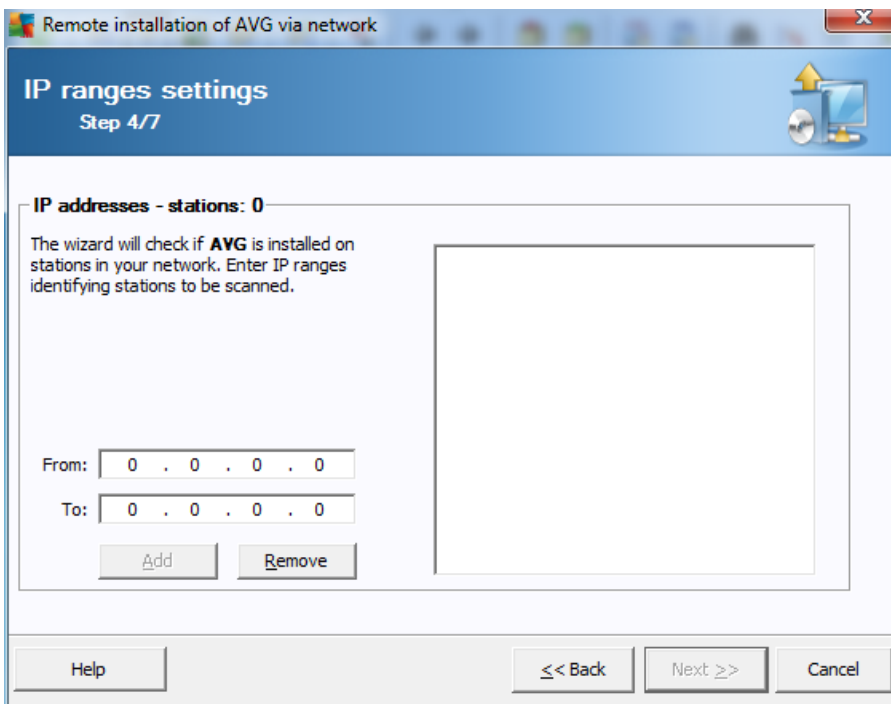 Remote installation of AVG via network
x
IP ranges settings
Step 4/7
IP addresses - stations: 0
The wizard will check if AVG is installed on
stations in your network. Enter IP ranges
identifying stations to be scanned.
From: 0 . 0 . 0 . 0
To: 0 . 0 . 0 . 0
Add Remove
Help << Back Next >> Cancel